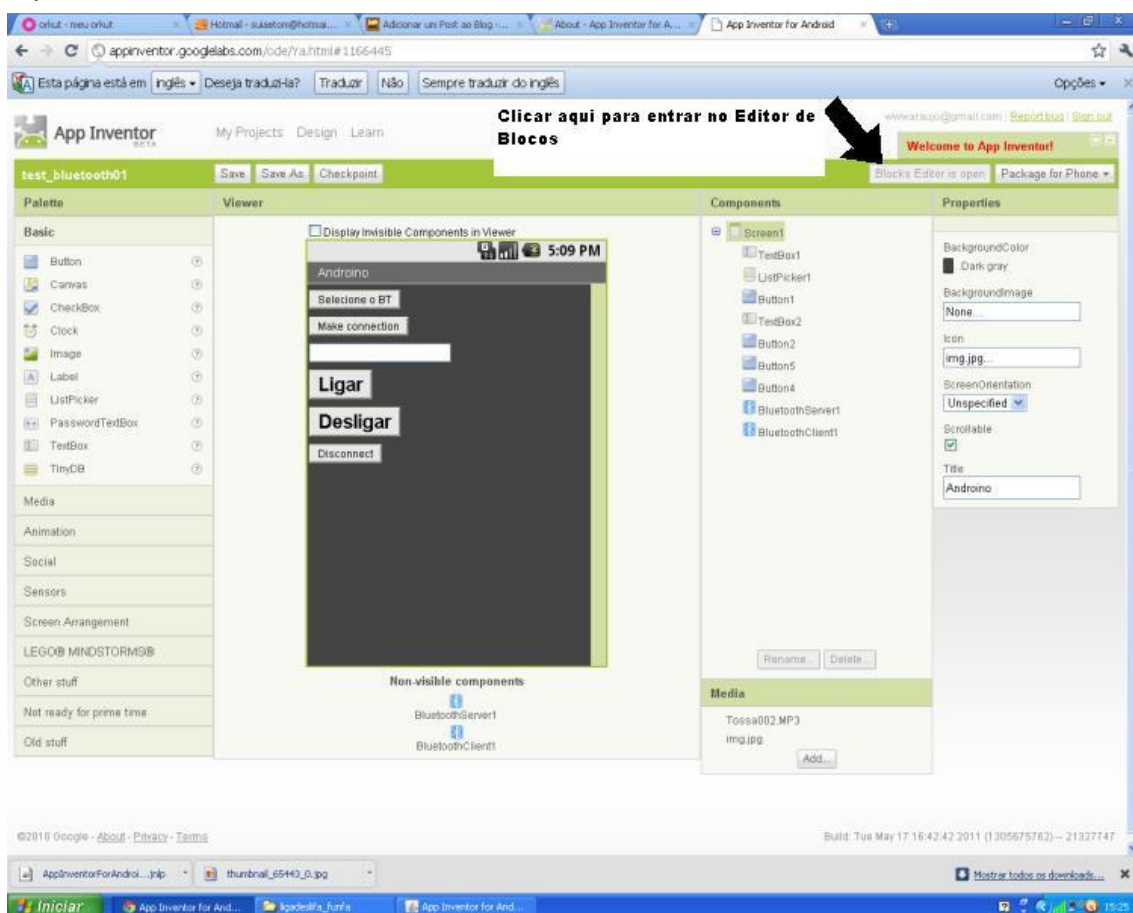 orkut - meu orkut
Adicionar um Post ao Blog -...
About - App Inventor for A...
App Inventor for Android
appinventor.googlelabs.com/ode/Ya.html#1166445
Esta página está em inglês Deseja traduzi-la? Traduzir Não Sempre traduzir do inglês Opções
Clicar aqui para entrar no Editor de
Blocos
Report bug | Sign out
App Inventor
BETA
My Projects Design Learn
Welcome to App Inventor!
test_bluetooth01
Save Save As Checkpoint
Blocks Editor is open Package for Phone
Palette Viewer Components Properties
Basic
Button
Canvas
CheckBox
Clock
Image
Label
ListPicker
PasswordTextBox
TextBox
TinyDB
Media
Animation
Social
Sensors
Screen Arrangement
LEGO® MINDSTORMS®
Other stuff
Not ready for prime time
Old stuff
Display Invisible Components in Viewer
5:09 PM
Androino
Selecione o BT
Make connection
Ligar
Desligar
Disconnect
Non-visible components
BluetoothServer1
BluetoothClient1
Screen1
TextBox1
ListPicker1
Button1
TextBox2
Button2
Button5
Button4
BluetoothServer1
BluetoothClient1
Rename... Delete...
Media
Tossa002.MP3
img.jpg
Add...
BackgroundColor
Dark gray
BackgroundImage
None...
Icon
img.jpg...
ScreenOrientation
Unspecified
Scrollable
Title
Androino
©2010 Google - About - Privacy - Terms
Build: Tue May 17 16:42:42 2011 (1305675762) -- 21327747
AppInventorForAndroi....jnlp
thumbnail_65443_0.jpg
Mostrar todos os downloads...
Iniciar
App Inventor for And...
App Inventor for And...
15:25